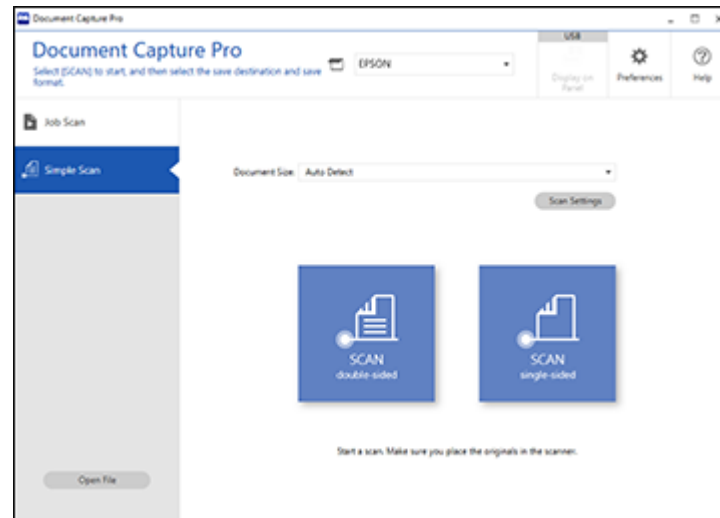 Document Capture Pro
Document Capture Pro
Select [SCAN] to start, and then select the save destination and save
format.
EPSON
USB
Display on
Panel
Preferences
Help
Job Scan
Simple Scan
Document Size: Auto Detect
Scan Settings
SCAN
double-sided
SCAN
single-sided
Start a scan. Make sure you place the originals in the scanner.
Open File